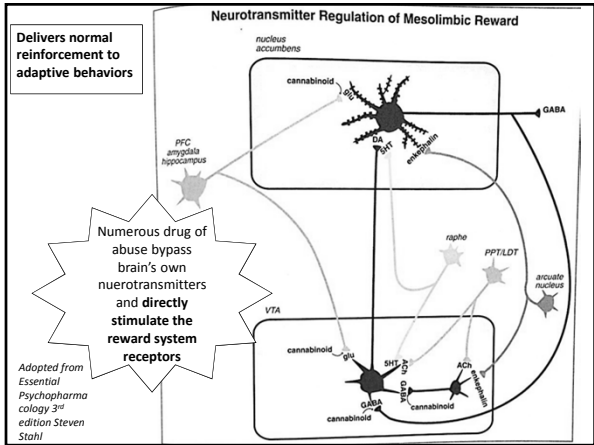 Neurotransmitter Regulation of Mesolimbic Reward
Delivers normal
reinforcement to
adaptive behaviors
nucleus
accumbens
cannabinoid
glu
GABA
DA
5HT
enkephalin
PFC
amygdala
hippocampus
Numerous drug of
abuse bypass
brain's own
nuerotransmitters
and directly
stimulate the
reward system
receptors
raphe
PPT/LDT
arcuate
nucleus
VTA
cannabinoid
glu
5HT
ACh
GABA
ACh
enkephalin
GABA
cannabinoid
cannabinoid
Adopted from
Essential
Psychopharma
cology 3rd
edition Steven
Stahl